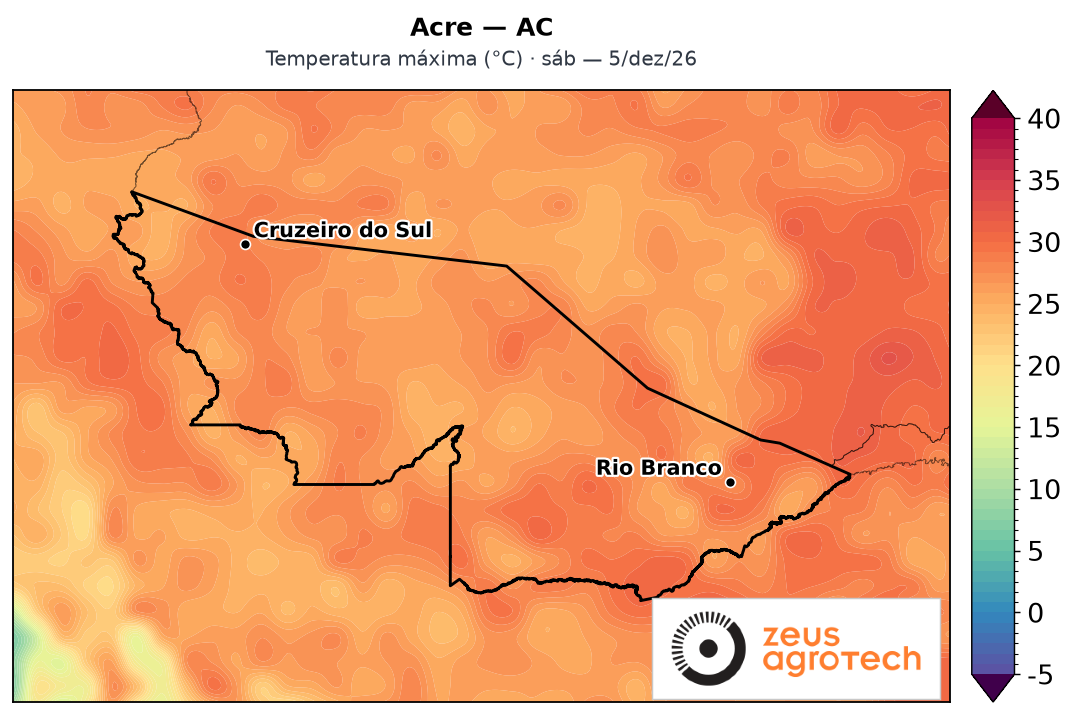 Acre — AC
Temperatura máxima (°C) · sáb — 5/dez/26
Cruzeiro do Sul
Rio Branco
40
35
30
25
20
15
10
5
0
-5
zeus
agrotech